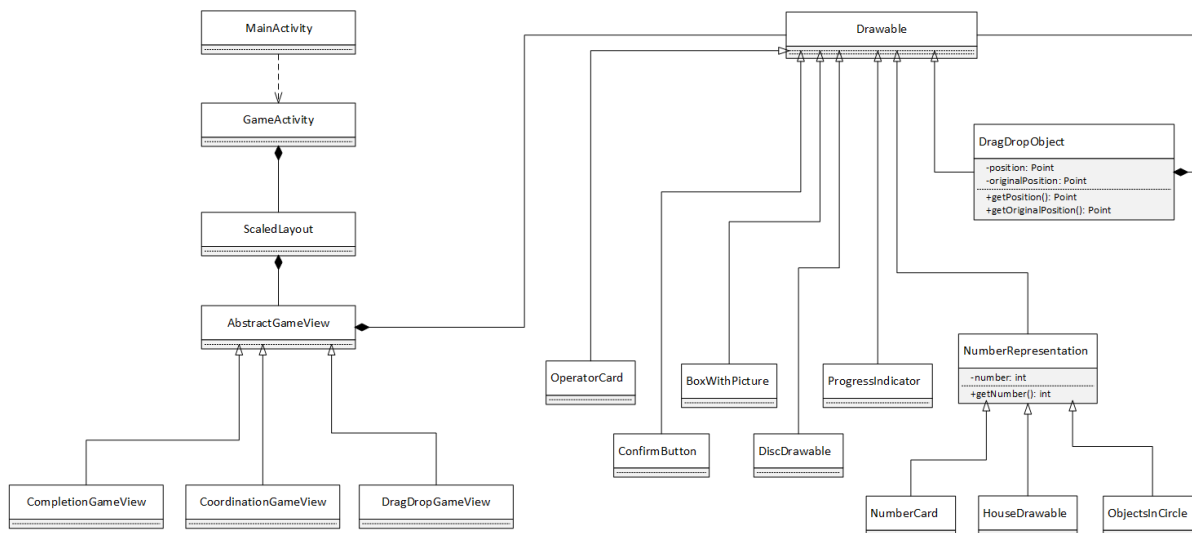 MainActivity
Drawable
GameActivity
DragDropObject
-position: Point
-originalPosition: Point
+getPosition(): Point
+getOriginalPosition(): Point
ScaledLayout
AbstractGameView
NumberRepresentation
-number: int
+getNumber(): int
OperatorCard
BoxWithPicture
ProgressIndicator
ConfirmButton
DiscDrawable
CompletionGameView
CoordinationGameView
DragDropGameView
NumberCard
HouseDrawable
ObjectsInCircle